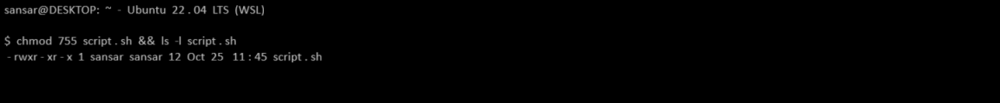 sansar@DESKTOP: ~ - Ubuntu 22.04 LTS (WSL)
$ chmod 755 script.sh && ls -l script.sh
-rwxr-xr-x 1 sansar sansar 12 Oct 25 11:45 script.sh